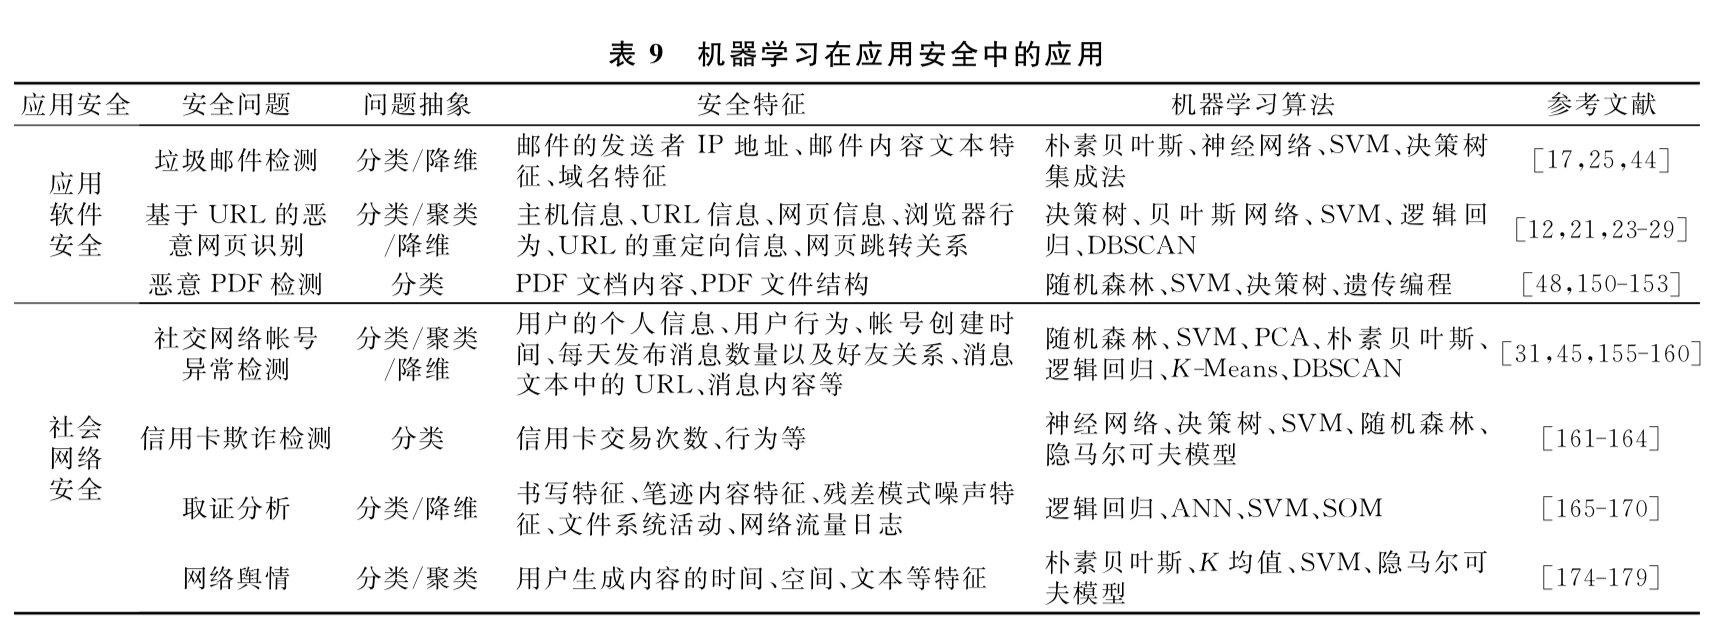 表 9 机器学习在应用安全中的应用
应用安全 安全问题 问题抽象 安全特征 机器学习算法 参考文献
应用
软件
安全
垃圾邮件检测 分类/降维
邮件的发送者 IP 地址、邮件内容文本特
征、域名特征
朴素贝叶斯、神经网络、SVM、决策树
集成法
[17,25,44]
基于 URL 的恶
意网页识别
分类/聚类
/降维
主机信息、URL 信息、网页信息、浏览器行
为、URL 的重定向信息、网页跳转关系
决策树、贝叶斯网络、SVM、逻辑回
归、DBSCAN
[12,21,23-29]
恶意 PDF 检测 分类 PDF 文档内容、PDF 文件结构 随机森林、SVM、决策树、遗传编程 [48,150-153]
社会
网络
安全
社交网络帐号
异常检测
分类/聚类
/降维
用户的个人信息、用户行为、帐号创建时
间、每天发布消息数量以及好友关系、消息
文本中的 URL、消息内容等
随机森林、SVM、PCA、朴素贝叶斯、
逻辑回归、K-Means、DBSCAN
[31,45,155-160]
信用卡欺诈检测 分类 信用卡交易次数、行为等
神经网络、决策树、SVM、随机森林、
隐马尔可夫模型
[161-164]
取证分析 分类/降维
书写特征、笔迹内容特征、残差模式噪声特
征、文件系统活动、网络流量日志
逻辑回归、ANN、SVM、SOM [165-170]
网络舆情 分类/聚类 用户生成内容的时间、空间、文本等特征
朴素贝叶斯、K 均值、SVM、隐马尔可
夫模型
[174-179]